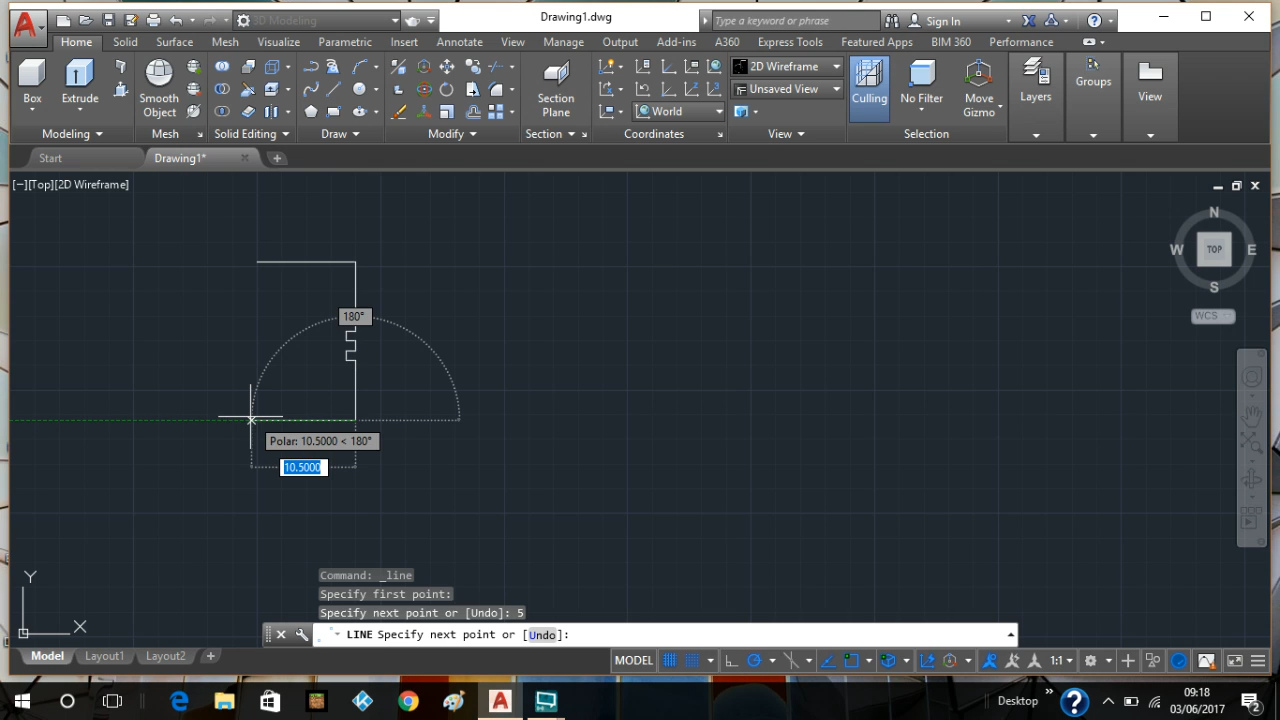 3D Modeling
Drawing1.dwg
Type a keyword or phrase
Sign In
Home Solid Surface Mesh Visualize Parametric Insert Annotate View Manage Output Add-ins A360 Express Tools Featured Apps BIM 360 Performance
Box
Extrude
Smooth
Object
Section
Plane
2D Wireframe
Unsaved View
World
Culling
No Filter
Move
Gizmo
Layers
Groups
View
Modeling
Mesh
Solid Editing
Draw
Modify
Section
Coordinates
View
Selection
Start
Drawing1*
[−][Top][2D Wireframe]
N
W
TOP
E
S
WCS
180°
Polar: 10.5000 < 180°
10.5000
Y
X
Command: _line
Specify first point:
Specify next point or [Undo]: 5
LINE Specify next point or [Undo]:
Model Layout1 Layout2
MODEL
1:1
Desktop
09:18
03/06/2017
2